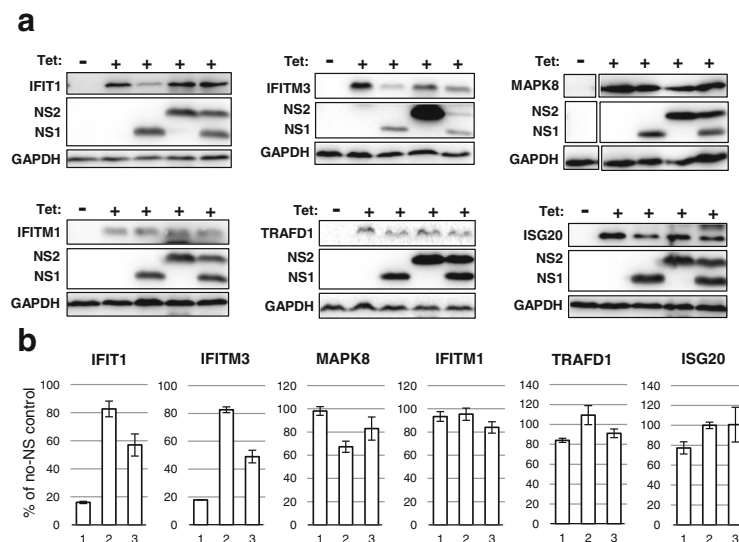 a
Tet: - + + + +
IFIT1
NS2
NS1
GAPDH
Tet: - + + + +
IFITM3
NS2
NS1
GAPDH
Tet: - + + + +
MAPK8
NS2
NS1
GAPDH
Tet: - + + + +
IFITM1
NS2
NS1
GAPDH
Tet: - + + + +
TRAFD1
NS2
NS1
GAPDH
Tet: - + + + +
ISG20
NS2
NS1
GAPDH
b
% of no-NS control
IFIT1
100
80
60
40
20
0
1 2 3
IFITM3
100
80
60
40
20
0
1 2 3
MAPK8
120
100
80
60
40
20
0
1 2 3
IFITM1
120
100
80
60
40
20
0
1 2 3
TRAFD1
140
120
100
80
60
40
20
0
1 2 3
ISG20
140
120
100
80
60
40
20
0
1 2 3